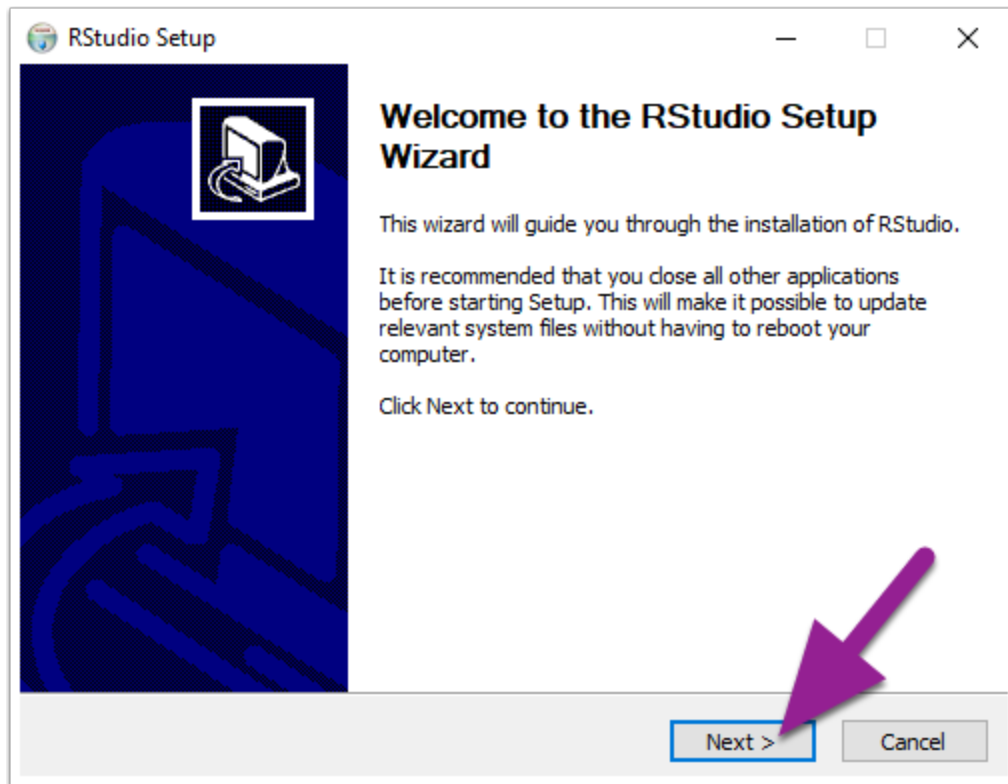 RStudio Setup
Welcome to the RStudio Setup
Wizard
This wizard will guide you through the installation of RStudio.
It is recommended that you close all other applications
before starting Setup. This will make it possible to update
relevant system files without having to reboot your
computer.
Click Next to continue.
Next >
Cancel